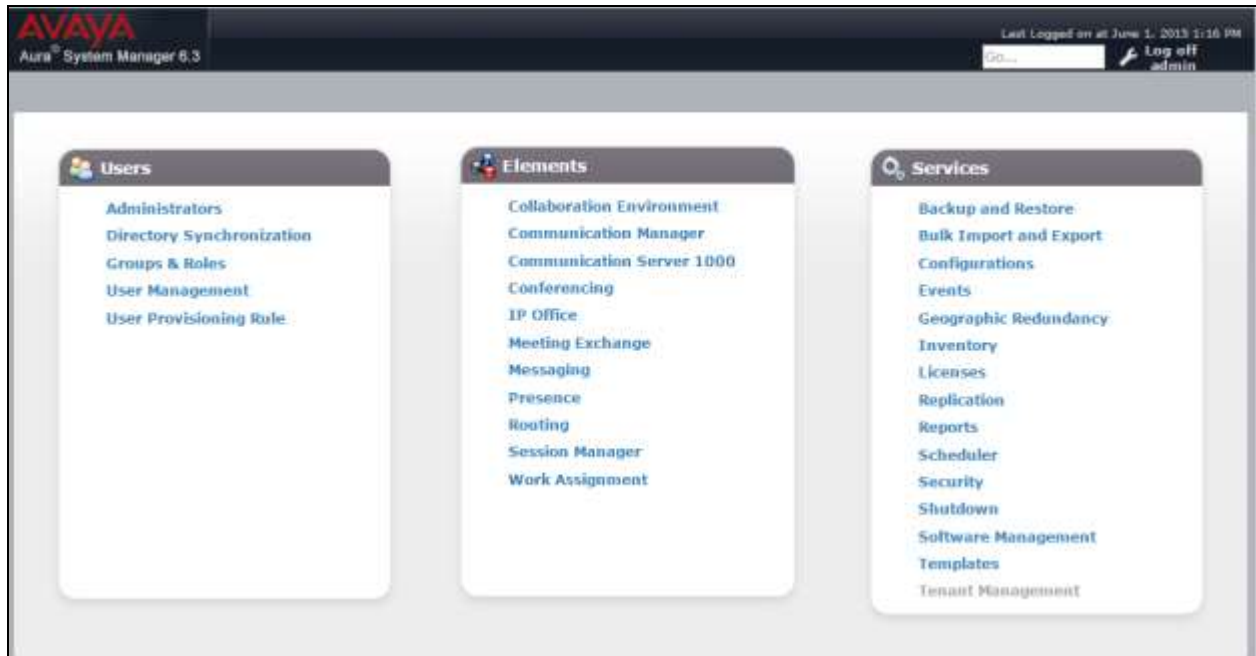 AVAYA
Aura® System Manager 6.3
Last Logged on at June 1, 2015 1:16 PM
Go...
Log off
admin
Users
Administrators
Directory Synchronization
Groups & Roles
User Management
User Provisioning Rule
Elements
Collaboration Environment
Communication Manager
Communication Server 1000
Conferencing
IP Office
Meeting Exchange
Messaging
Presence
Routing
Session Manager
Work Assignment
Services
Backup and Restore
Bulk Import and Export
Configurations
Events
Geographic Redundancy
Inventory
Licenses
Replication
Reports
Scheduler
Security
Shutdown
Software Management
Templates
Tenant Management